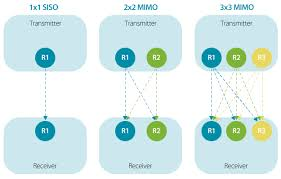 1x1 SISO
2x2 MIMO
3x3 MIMO
Transmitter
Transmitter
Transmitter
R1
R1
R2
R1
R2
R3
R1
R1
R2
R1
R2
R3
Receiver
Receiver
Receiver